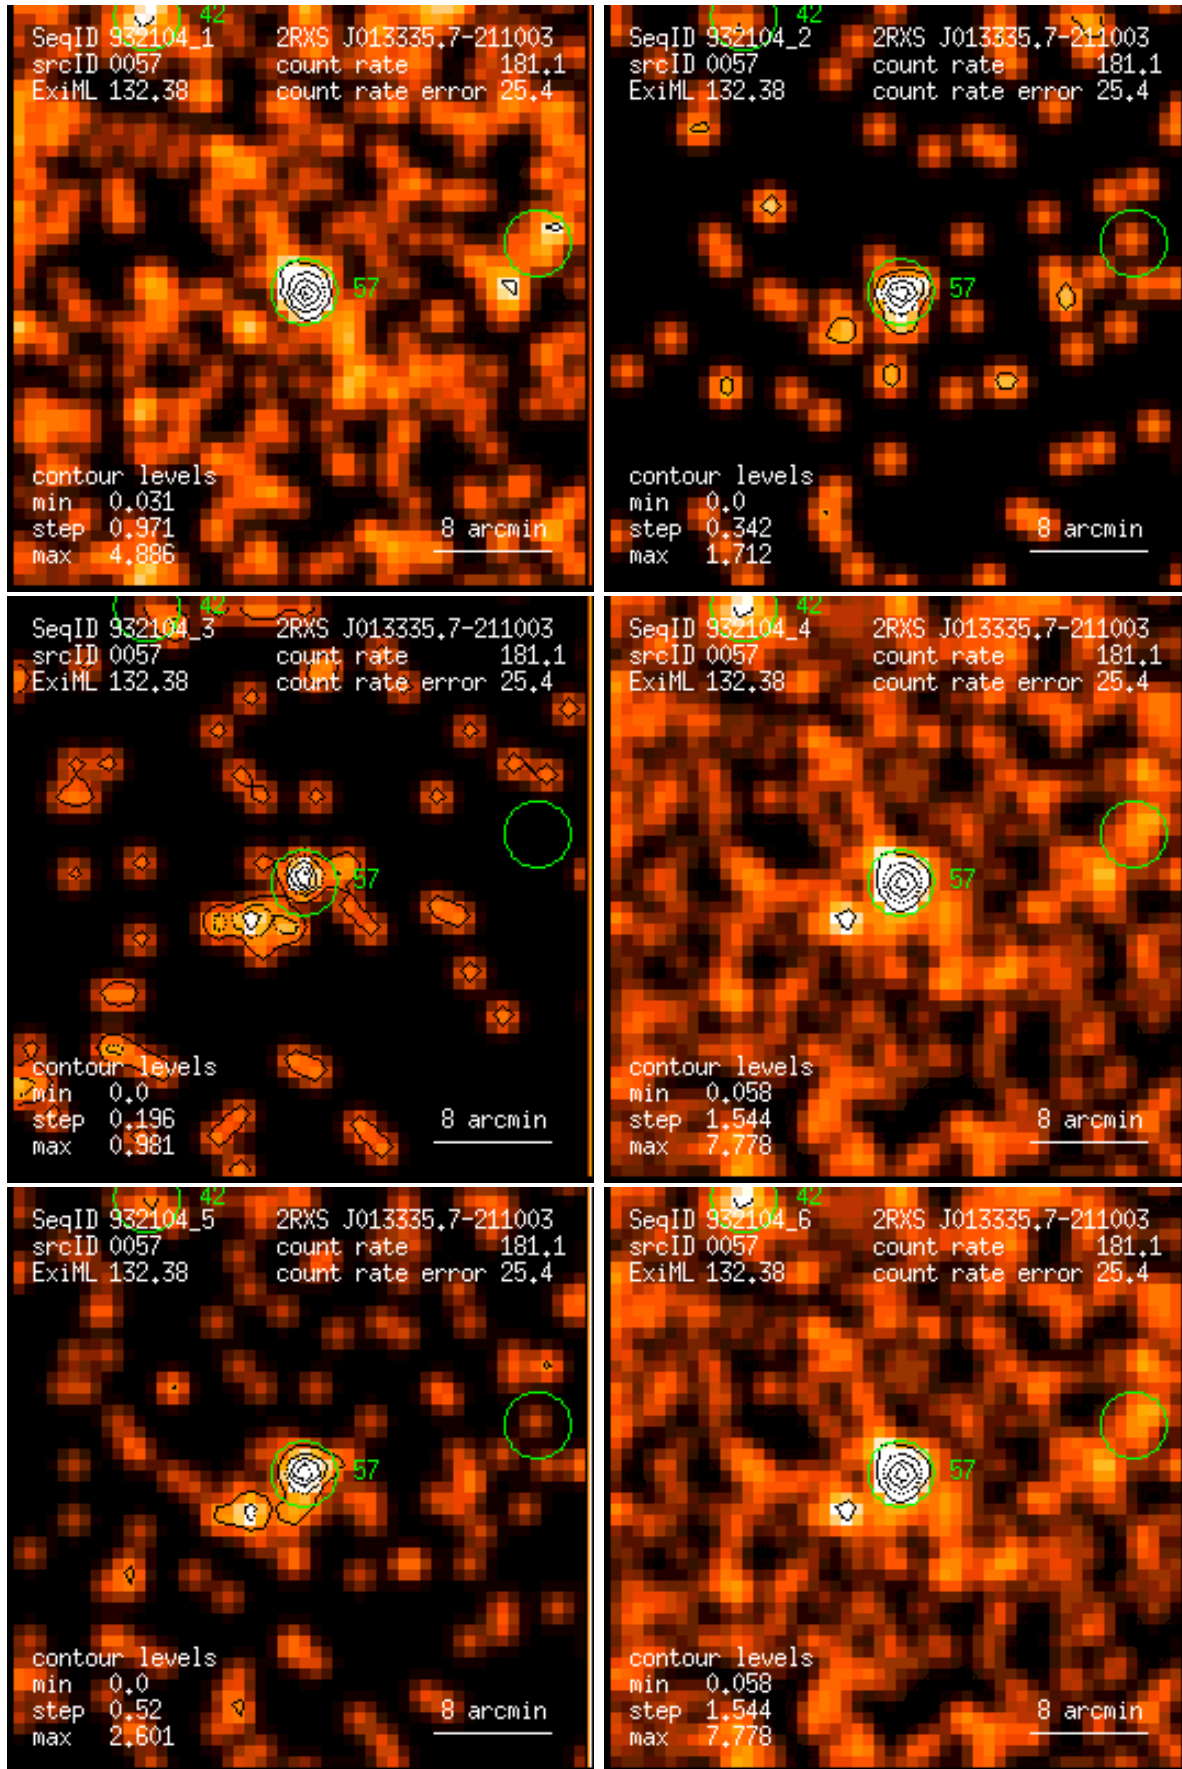 42
SeqID 932104_1 2RXS J013335.7-211003
srcID 0057 count rate 181.1
ExiML 132.38 count rate error 25.4
57
contour levels
min 0.031
step 0.971 8 arcmin
max 4.886
42
SeqID 932104_2 2RXS J013335.7-211003
srcID 0057 count rate 181.1
ExiML 132.38 count rate error 25.4
57
contour levels
min 0.0
step 0.342 8 arcmin
max 1.712
42
SeqID 932104_3 2RXS J013335.7-211003
srcID 0057 count rate 181.1
ExiML 132.38 count rate error 25.4
57
contour levels
min 0.0
step 0.196 8 arcmin
max 0.981
42
SeqID 932104_4 2RXS J013335.7-211003
srcID 0057 count rate 181.1
ExiML 132.38 count rate error 25.4
57
contour levels
min 0.058
step 1.544 8 arcmin
max 7.778
42
SeqID 932104_5 2RXS J013335.7-211003
srcID 0057 count rate 181.1
ExiML 132.38 count rate error 25.4
57
contour levels
min 0.0
step 0.52 8 arcmin
max 2.601
42
SeqID 932104_6 2RXS J013335.7-211003
srcID 0057 count rate 181.1
ExiML 132.38 count rate error 25.4
57
contour levels
min 0.058
step 1.544 8 arcmin
max 7.778